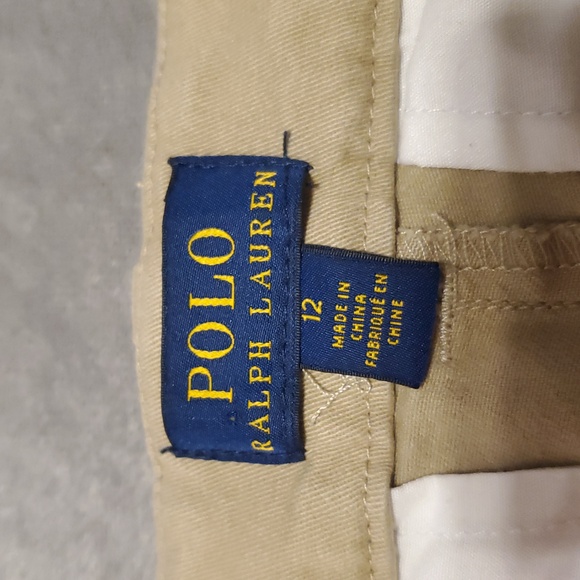 POLO
RALPH LAUREN
12
MADE IN
CHINA
FABRIQUÉ EN
CHINE